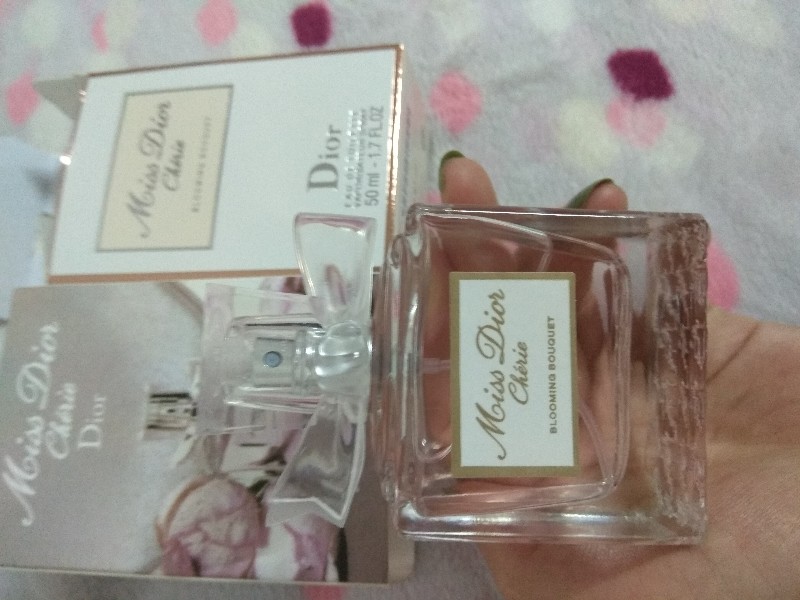 Miss Dior
Chérie
BLOOMING BOUQUET
Dior
50 ml - 1.7 FL.OZ
Miss Dior
Chérie
Dior
Miss Dior
Chérie
BLOOMING BOUQUET